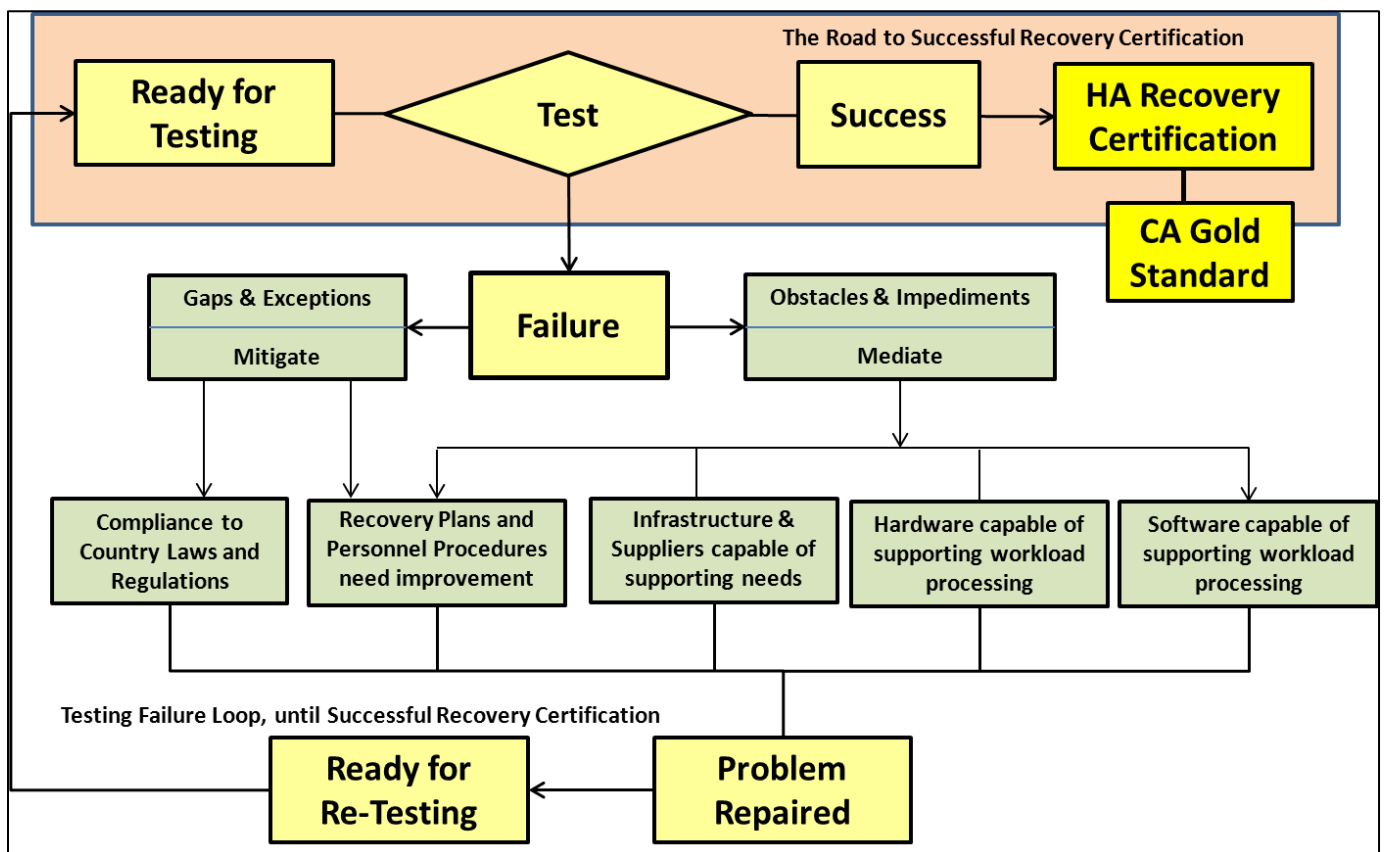 The Road to Successful Recovery Certification
Ready for
Testing
Test
Success
HA Recovery
Certification
CA Gold
Standard
Gaps & Exceptions
Mitigate
Failure
Obstacles & Impediments
Mediate
Compliance to
Country Laws and
Regulations
Recovery Plans and
Personnel Procedures
need improvement
Infrastructure &
Suppliers capable of
supporting needs
Hardware capable of
supporting workload
processing
Software capable of
supporting workload
processing
Testing Failure Loop, until Successful Recovery Certification
Ready for
Re-Testing
Problem
Repaired